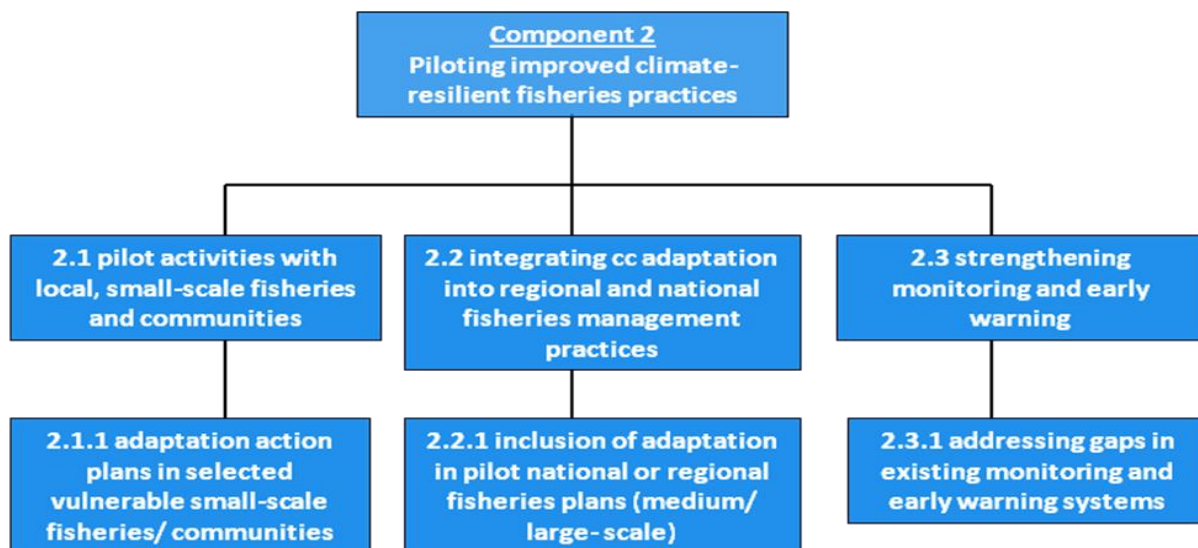 Component 2
Piloting improved climate-
resilient fisheries practices
2.1 pilot activities with
local, small-scale fisheries
and communities
2.2 integrating cc adaptation
into regional and national
fisheries management
practices
2.3 strengthening
monitoring and early
warning
2.1.1 adaptation action
plans in selected
vulnerable small-scale
fisheries/ communities
2.2.1 inclusion of adaptation
in pilot national or regional
fisheries plans (medium/
large- scale)
2.3.1 addressing gaps in
existing monitoring and
early warning systems